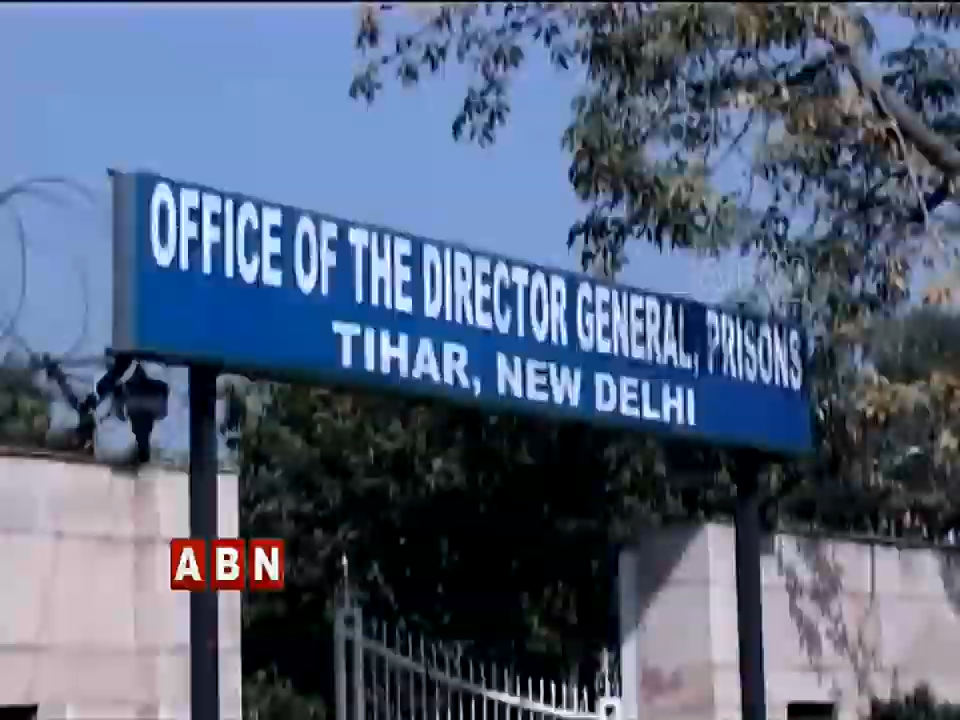 OFFICE OF THE DIRECTOR GENERAL, PRISONS
TIHAR, NEW DELHI
ABN